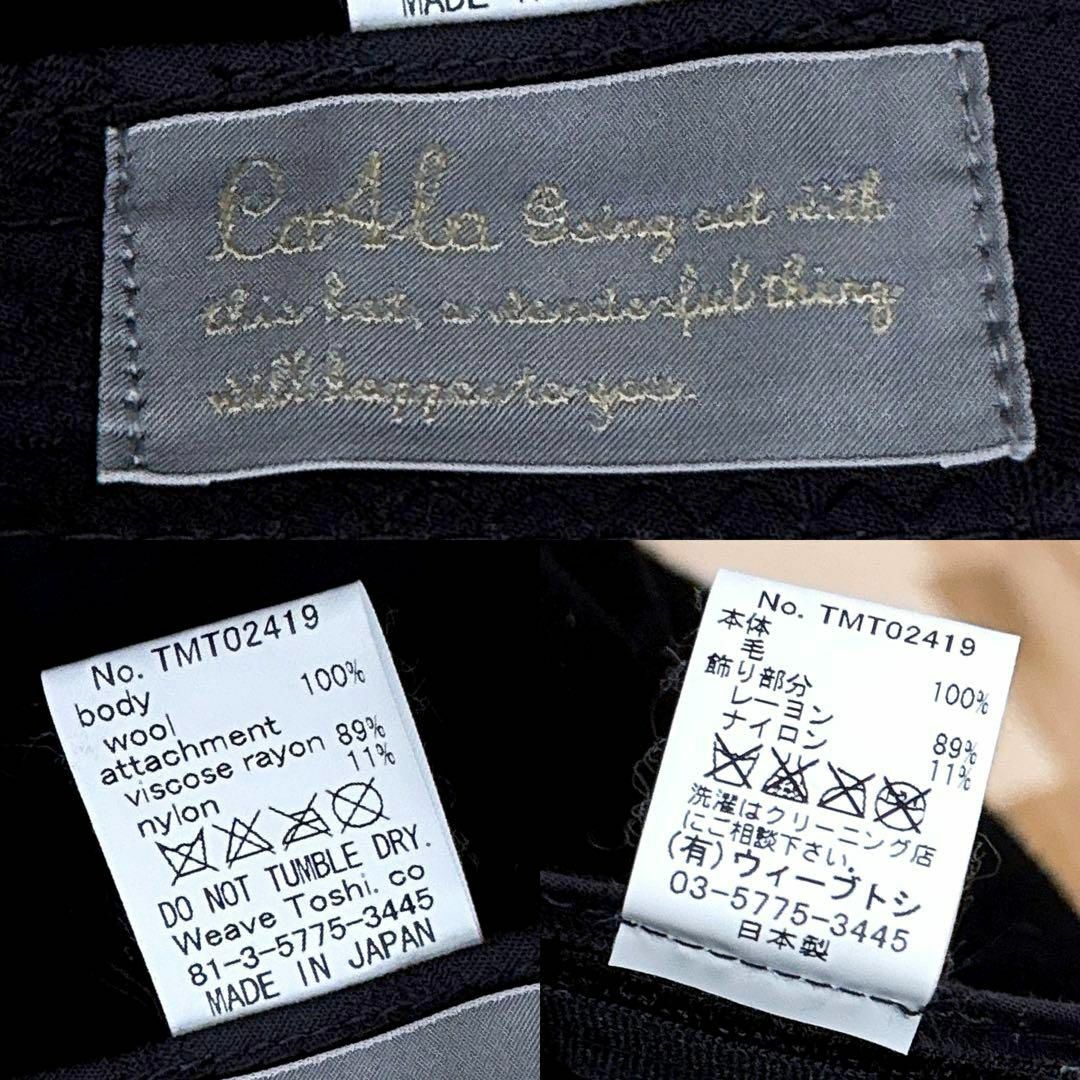 MADE
CoAla Going out with
this hat, a wonderful thing
will happen to you.
No. TMT02419
body
wool 100%
attachment
viscose rayon 89%
nylon 11%
DO NOT TUMBLE DRY.
Weave Toshi. co
81-3-5775-3445
MADE IN JAPAN
No. TMT02419
本体
毛 100%
飾り部分
レーヨン 89%
ナイロン 11%
洗濯はクリーニング店
にご相談下さい.
(有)ウィーブトシ
03-5775-3445
日本製